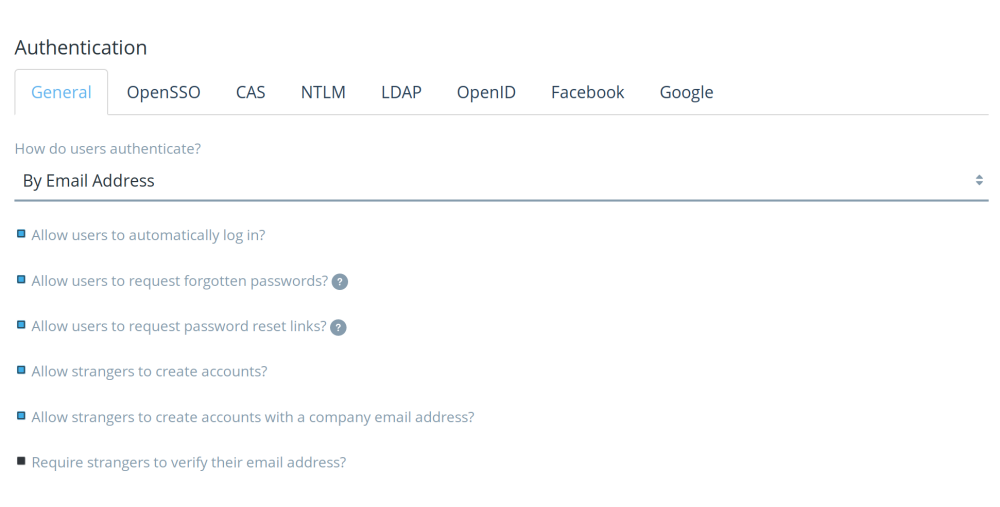 Authentication
General OpenSSO CAS NTLM LDAP OpenID Facebook Google
How do users authenticate?
By Email Address
Allow users to automatically log in?
Allow users to request forgotten passwords? ?
Allow users to request password reset links? ?
Allow strangers to create accounts?
Allow strangers to create accounts with a company email address?
Require strangers to verify their email address?